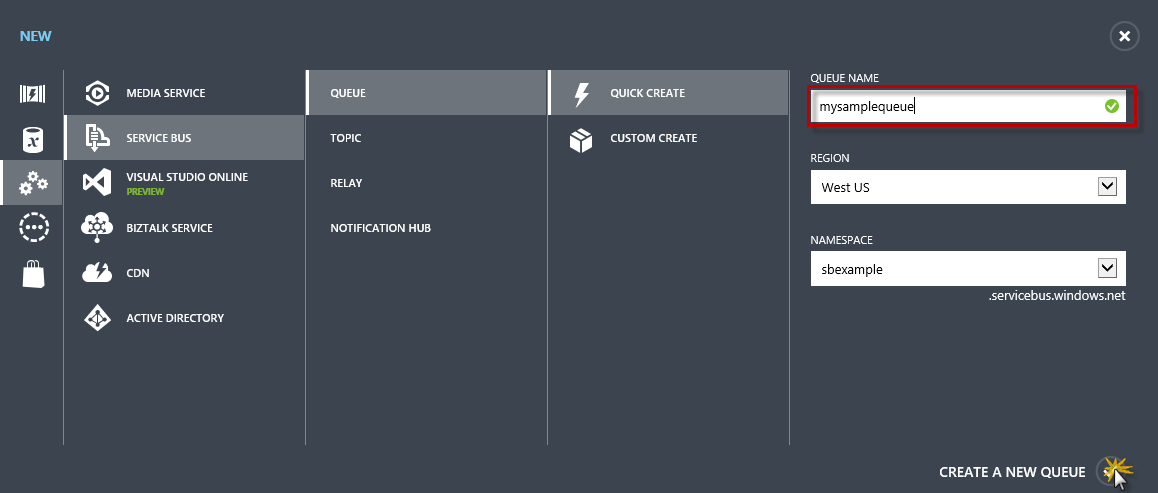 NEW
MEDIA SERVICE
SERVICE BUS
VISUAL STUDIO ONLINE
PREVIEW
BIZTALK SERVICE
CDN
ACTIVE DIRECTORY
QUEUE
TOPIC
RELAY
NOTIFICATION HUB
QUICK CREATE
CUSTOM CREATE
QUEUE NAME
mysamplequeue
REGION
West US
NAMESPACE
sbexample
.servicebus.windows.net
CREATE A NEW QUEUE